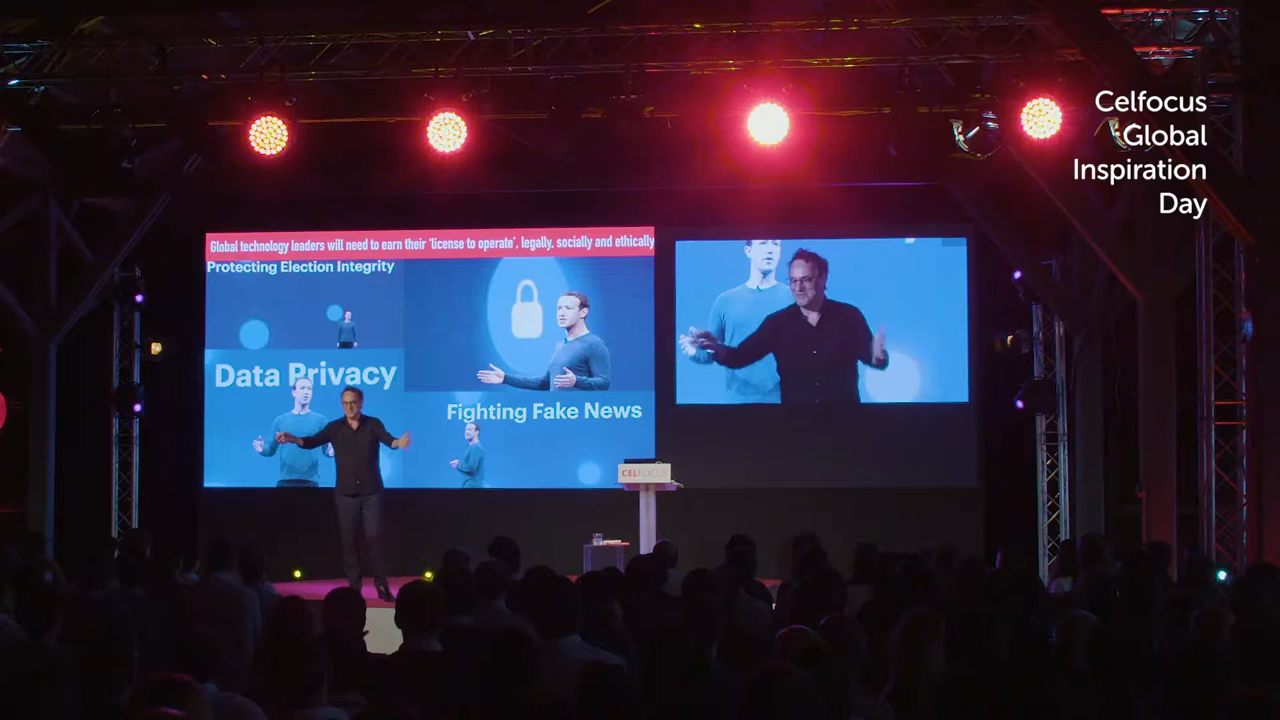 Celfocus
Global
Inspiration
Day
Global technology leaders will need to earn their 'license to operate', legally, socially and ethically
Protecting Election Integrity
Data Privacy
Fighting Fake News
CELFOCUS